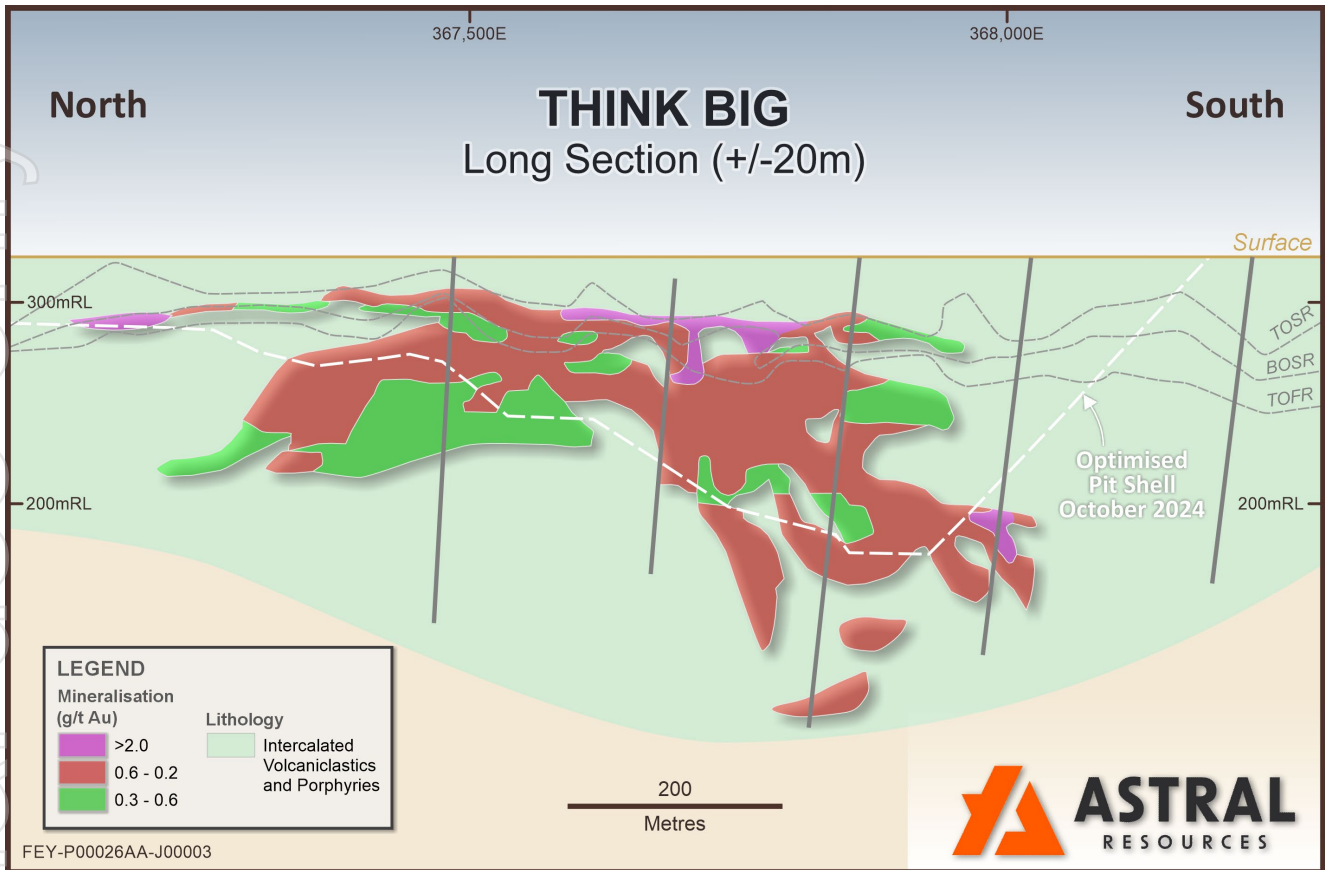 367,500E
368,000E
North
THINK BIG
South
Long Section (+/-20m)
Surface
300mRL
TOSR
BOSR
TOFR
Optimised
Pit Shell
October 2024
200mRL
200mRL
LEGEND
Mineralisation
(g/t Au)
>2.0
0.6 - 0.2
0.3 - 0.6
Lithology
Intercalated
Volcaniclastics
and Porphyries
200
Metres
ASTRAL
RESOURCES
FEY-P00026AA-J00003